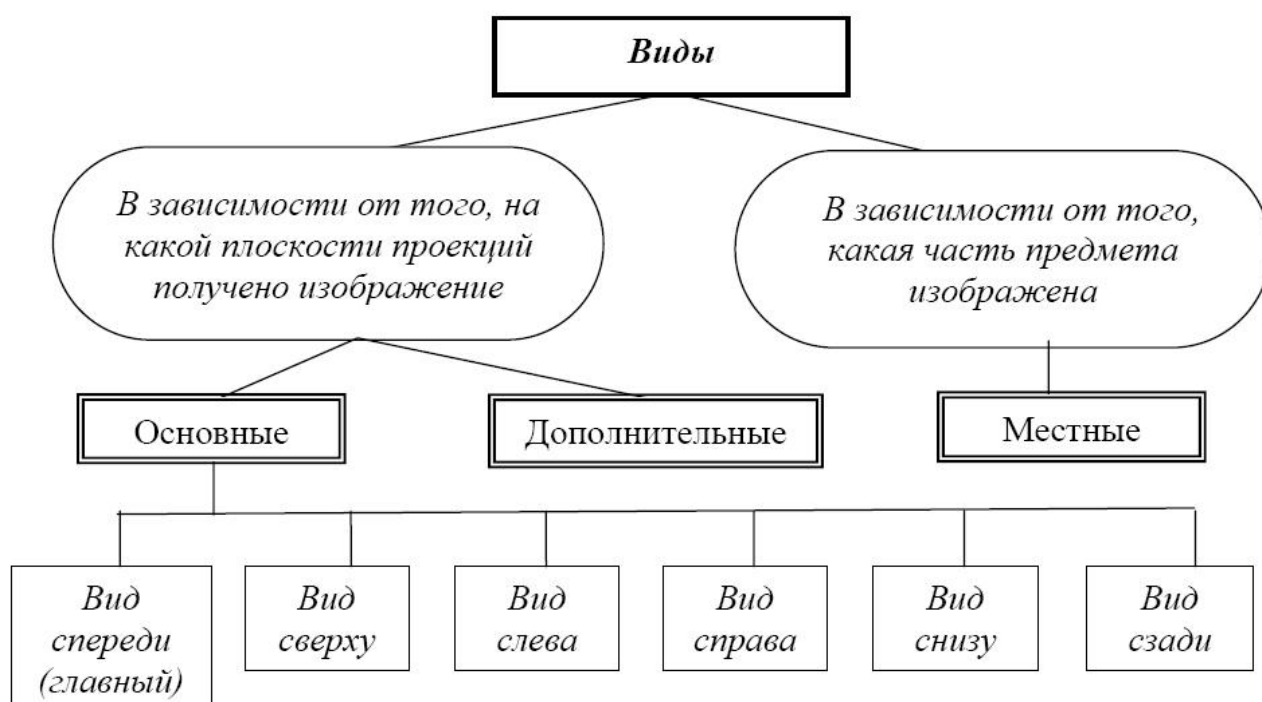 Виды
В зависимости от того, на
какой плоскости проекций
получено изображение
В зависимости от того,
какая часть предмета
изображена
Основные
Дополнительные
Местные
Вид
спереди
(главный)
Вид
сверху
Вид
слева
Вид
справа
Вид
снизу
Вид
сзади